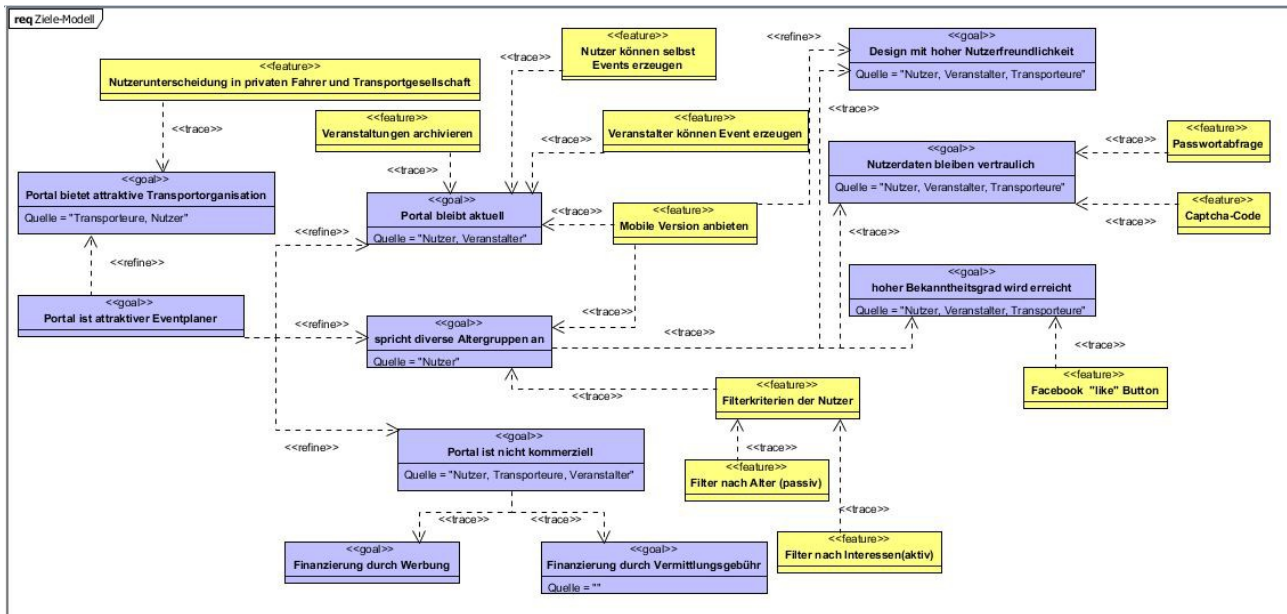 req Ziele-Modell
<<feature>>
Nutzerunterscheidung in privaten Fahrer und Transportgesellschaft
<<feature>>
Nutzer können selbst
Events erzeugen
<<refine>>
<<goal>>
Design mit hoher Nutzerfreundlichkeit
Quelle = "Nutzer, Veranstalter, Transporteure"
<<trace>>
<<trace>>
<<trace>>
<<feature>>
Veranstaltungen archivieren
<<feature>>
Veranstalter können Event erzeugen
<<trace>>
<<feature>>
Passwortabfrage
<<trace>>
<<goal>>
Nutzerdaten bleiben vertraulich
Quelle = "Nutzer, Veranstalter, Transporteure"
<<trace>>
<<trace>>
<<goal>>
Portal bietet attraktive Transportorganisation
Quelle = "Transporteure, Nutzer"
<<goal>>
Portal bleibt aktuell
Quelle = "Nutzer, Veranstalter"
<<trace>>
<<feature>>
Mobile Version anbieten
<<feature>>
Captcha-Code
<<trace>>
<<refine>>
<<refine>>
<<trace>>
<<goal>>
hoher Bekanntheitsgrad wird erreicht
Quelle = "Nutzer, Veranstalter, Transporteure"
<<goal>>
Portal ist attraktiver Eventplaner
<<refine>>
<<trace>>
<<goal>>
spricht diverse Altergruppen an
Quelle = "Nutzer"
<<trace>>
<<trace>>
<<feature>>
Facebook "like" Button
<<trace>>
<<feature>>
Filterkriterien der Nutzer
<<refine>>
<<goal>>
Portal ist nicht kommerziell
Quelle = "Nutzer, Transporteure, Veranstalter"
<<trace>>
<<feature>>
Filter nach Alter (passiv)
<<trace>>
<<trace>>
<<trace>>
<<feature>>
Filter nach Interessen(aktiv)
<<goal>>
Finanzierung durch Werbung
<<goal>>
Finanzierung durch Vermittlungsgebühr
Quelle = ""